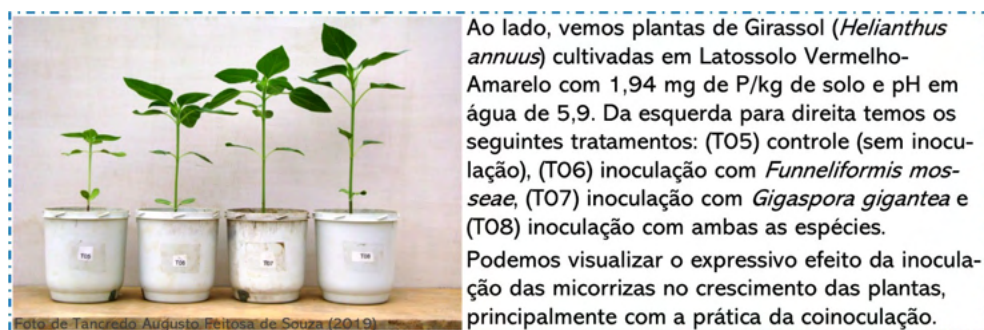 Ao lado, vemos plantas de Girassol (Helianthus
annuus) cultivadas em Latossolo Vermelho-
Amarelo com 1,94 mg de P/kg de solo e pH em
água de 5,9. Da esquerda para direita temos os
seguintes tratamentos: (T05) controle (sem inocu-
lação), (T06) inoculação com Funneliformis mos-
seae, (T07) inoculação com Gigaspora gigantea e
(T08) inoculação com ambas as espécies.
Podemos visualizar o expressivo efeito da inocula-
ção das micorrizas no crescimento das plantas,
principalmente com a prática da coinoculação.
T05
T06
T07
T08
Foto de Tancredo Augusto Feitosa de Souza (2019)